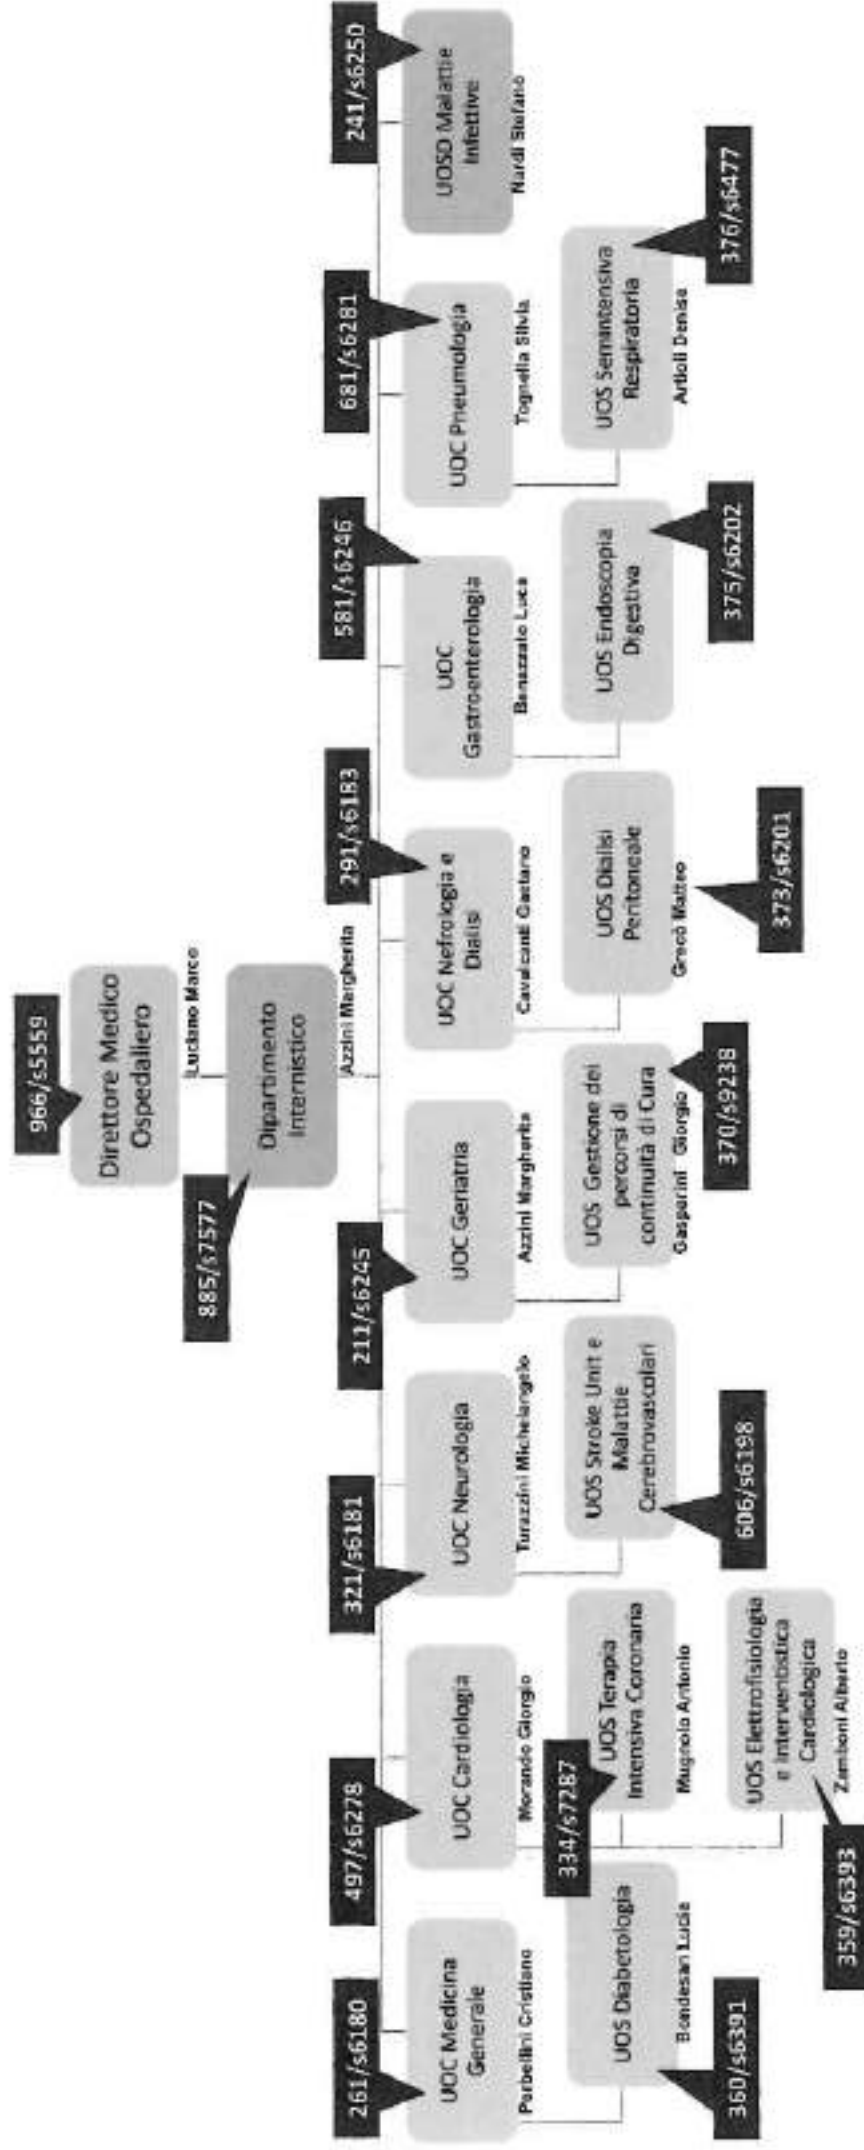 966/s5559
Direttore Medico
Ospedaliero
Luciano Marco
885/s7577
Dipartimento
Internistico
Azzini Margherita
261/s6180
UOC Medicina
Generale
Perbellini Cristiano
UOS Diabetologia
Bondesan Lucia
360/s6391
497/s6278
UOC Cardiologia
Morando Giorgio
334/s7287
UOS Terapia
Intensiva Coronaria
Mugnolo Antonio
UOS Elettrofisiologia
e interventistica
Cardiologica
Zamboni Alberto
359/s6393
321/s6181
UOC Neurologia
Turazzini Michelangelo
UOS Stroke Unit e
Malattie
Cerebrovascolari
606/s6198
211/s6245
UOC Geriatria
Azzini Margherita
UOS Gestione dei
percorsi di
continuità di Cura
Gasparini Giorgio
370/s9238
291/s6183
UOC Nefrologia e
Dialisi
Cavalcanti Gaetano
UOS Dialisi
Peritoneale
Grecò Matteo
373/s6201
581/s6246
UOC
Gastroenterologia
Benazzato Luca
UOS Endoscopia
Digestiva
375/s6202
681/s6281
UOC Pneumologia
Tognella Silvia
UOS Semintensiva
Respiratoria
Artioli Denise
376/s6477
241/s6250
UOSD Malattie
Infettive
Nardi Stefano